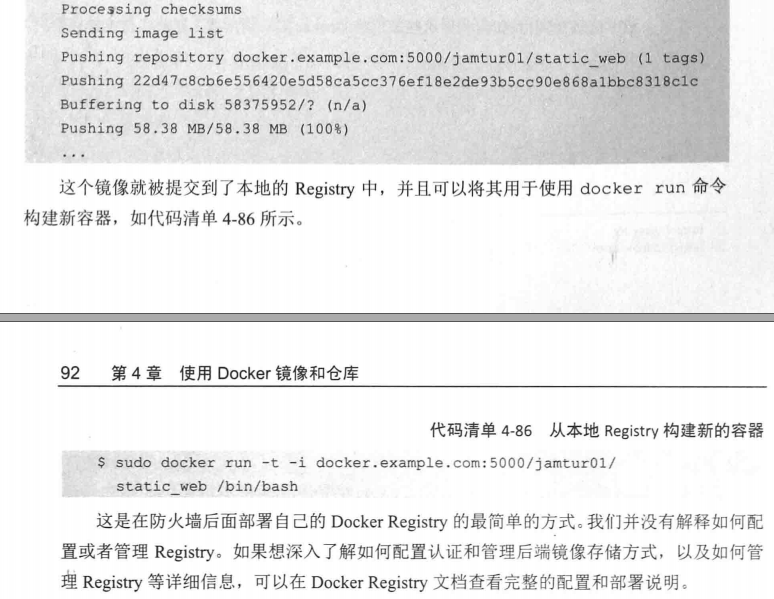 Processing checksums
Sending image list
Pushing repository docker.example.com:5000/jamtur01/static_web (1 tags)
Pushing 22d47c8cb6e556420e5d58ca5cc376ef18e2de93b5cc90e868a1bbc8318c1c
Buffering to disk 58375952/? (n/a)
Pushing 58.38 MB/58.38 MB (100%)
...
这个镜像就被提交到了本地的 Registry 中，并且可以将其用于使用 docker run 命令
构建新容器，如代码清单 4-86 所示。
92 第 4 章 使用 Docker 镜像和仓库
代码清单 4-86 从本地 Registry 构建新的容器
$ sudo docker run -t -i docker.example.com:5000/jamtur01/
static_web /bin/bash
这是在防火墙后面部署自己的 Docker Registry 的最简单的方式。我们并没有解释如何配
置或者管理 Registry。如果想深入了解如何配置认证和管理后端镜像存储方式，以及如何管
理 Registry 等详细信息，可以在 Docker Registry 文档查看完整的配置和部署说明。